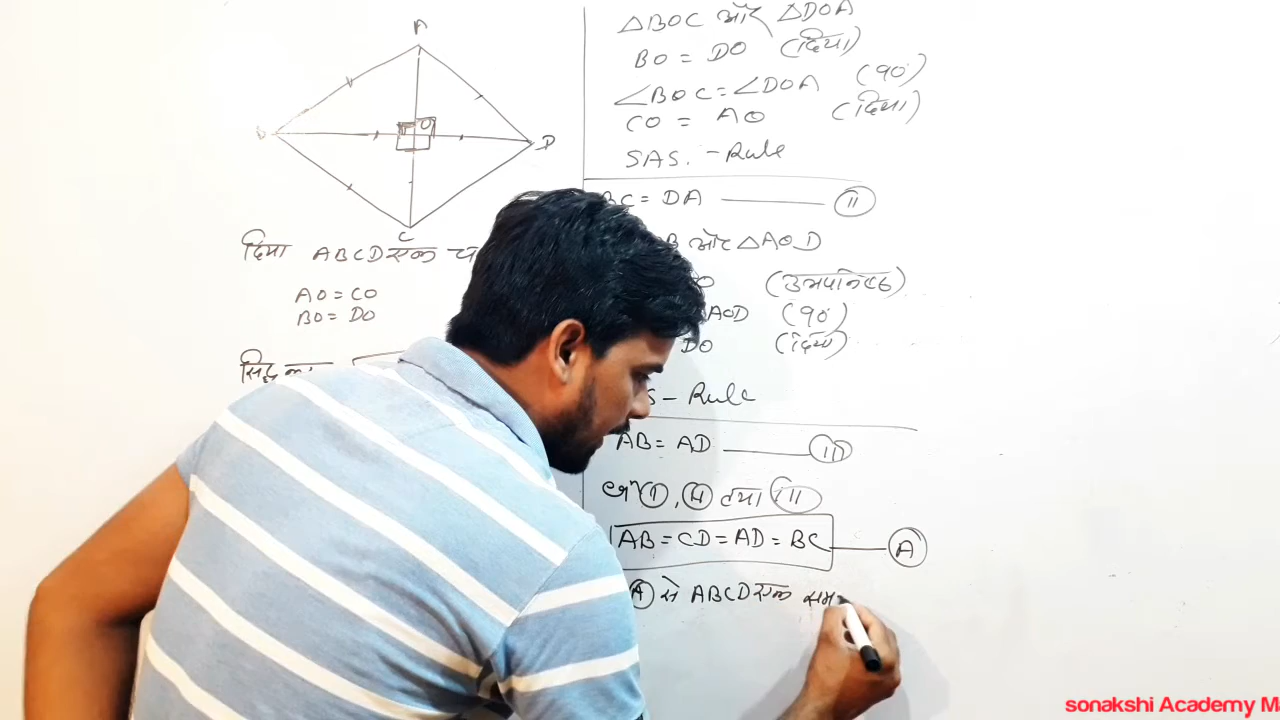 A
D
C
O
दिया ABCD एक
AO = CO
BO = DO
सिद्ध
△BOC और △DOA
BO = DO (दिया)
∠BOC = ∠DOA (90°)
CO = AO (दिया)
SAS. - Rule
BC = DA —— (II)
B और △AOD
O (उभयनिष्ठ)
AOD (90°)
DO (दिया)
S - Rule
AB = AD —— (III)
(I), (II) तथा (III)
AB = CD = AD = BC —— (A)
(A) से ABCD एक सम
sonakshi Academy M